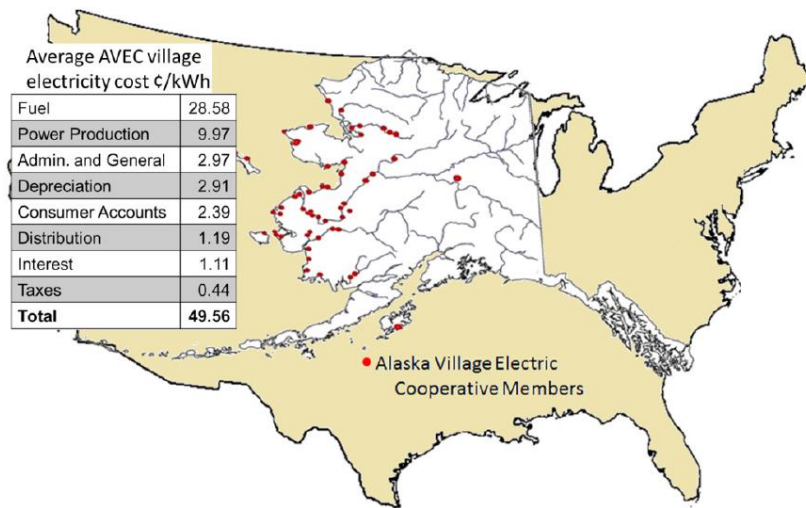 Average AVEC village
electricity cost ¢/kWh
Fuel 28.58
Power Production 9.97
Admin. and General 2.97
Depreciation 2.91
Consumer Accounts 2.39
Distribution 1.19
Interest 1.11
Taxes 0.44
Total 49.56
Alaska Village Electric
Cooperative Members